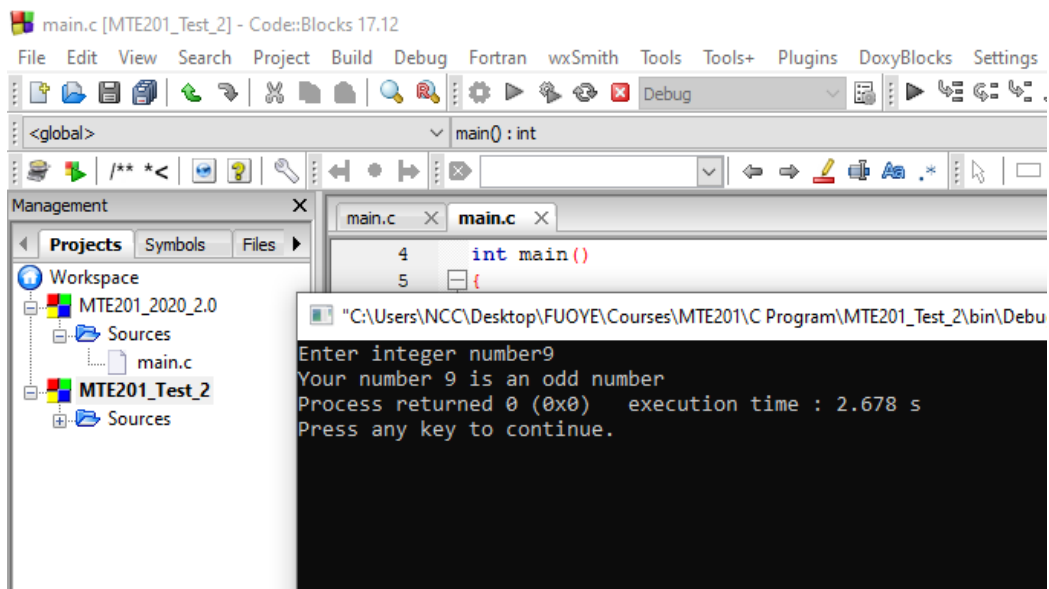 main.c [MTE201_Test_2] - Code::Blocks 17.12
File Edit View Search Project Build Debug Fortran wxSmith Tools Tools+ Plugins DoxyBlocks Settings
Debug
<global> main() : int
/** *<
Management
main.c main.c
Projects Symbols Files
4 int main()
5 {
Workspace
MTE201_2020_2.0
Sources
main.c
MTE201_Test_2
Sources
"C:\Users\NCC\Desktop\FUOYE\Courses\MTE201\C Program\MTE201_Test_2\bin\Debu
Enter integer number9
Your number 9 is an odd number
Process returned 0 (0x0)   execution time : 2.678 s
Press any key to continue.